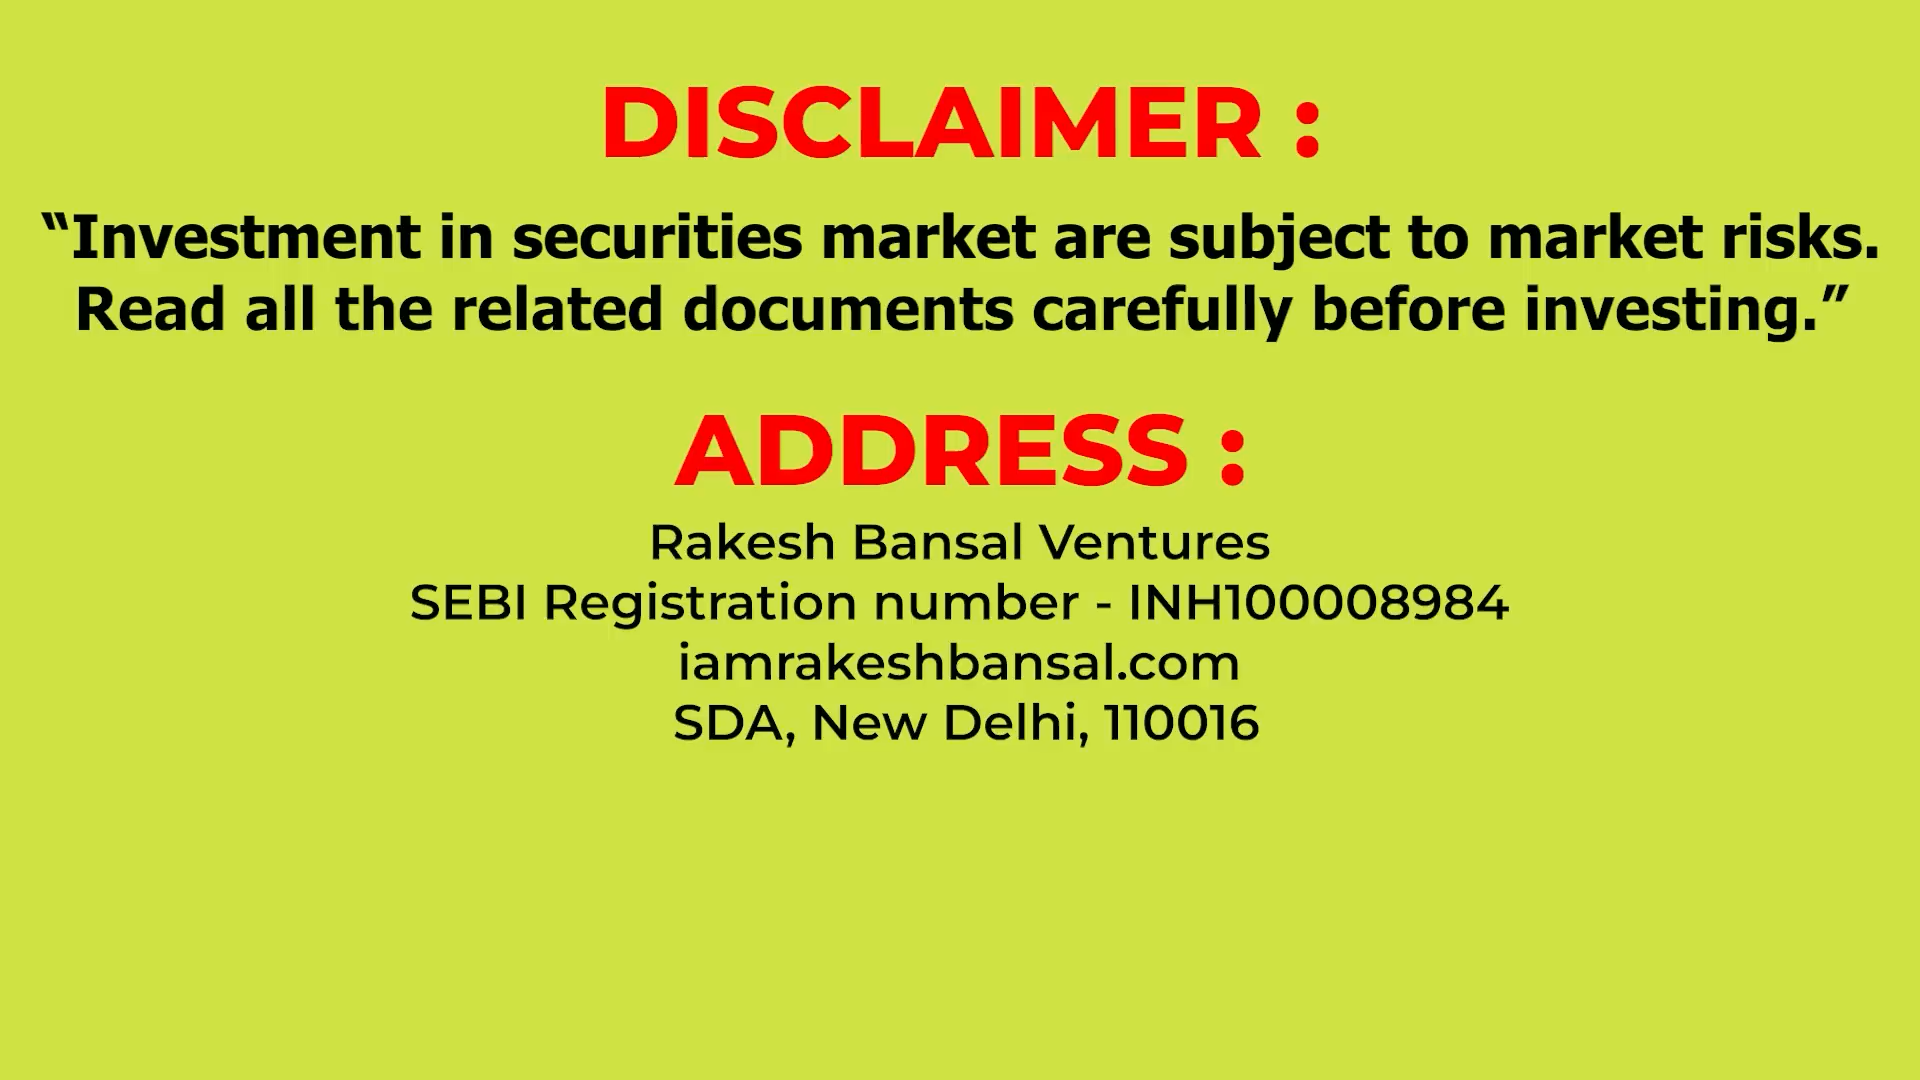 DISCLAIMER :
“Investment in securities market are subject to market risks.
Read all the related documents carefully before investing.”
ADDRESS :
Rakesh Bansal Ventures
SEBI Registration number - INH100008984
iamrakeshbansal.com
SDA, New Delhi, 110016